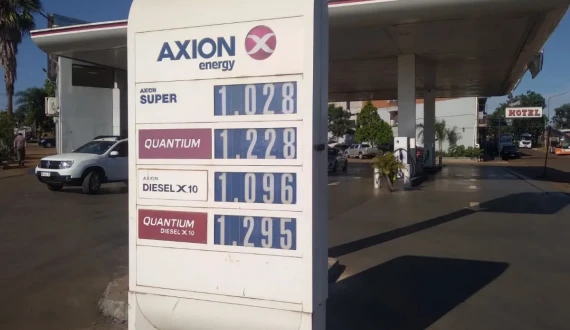 AXION
energy
AXION
SUPER
1.028
QUANTIUM
1.228
AXION
DIESEL X10
1.096
QUANTIUM
DIESEL X10
1.295
MOTEL